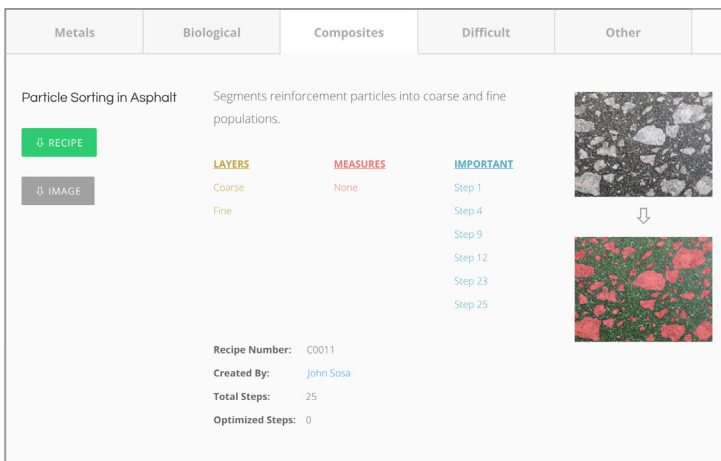 Metals
Biological
Composites
Difficult
Other
Particle Sorting in Asphalt
RECIPE
IMAGE
Segments reinforcement particles into coarse and fine
populations.
LAYERS
Coarse
Fine
MEASURES
None
IMPORTANT
Step 1
Step 4
Step 9
Step 12
Step 23
Step 25
Recipe Number: C0011
Created By: John Sosa
Total Steps: 25
Optimized Steps: 0